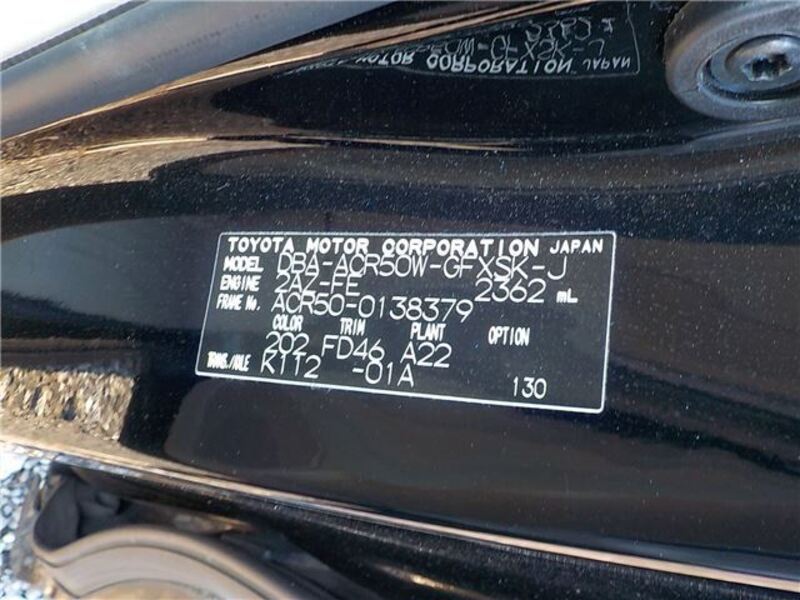 TOYOTA MOTOR CORPORATION JAPAN
MODEL DBA-ACR50W-GFXSK-J
ENGINE 2AZ-FE 2362 mL
FRAME No. ACR50-0138379
COLOR TRIM PLANT OPTION
202 FD46 A22
TRANS./AXLE K112 -01A
130